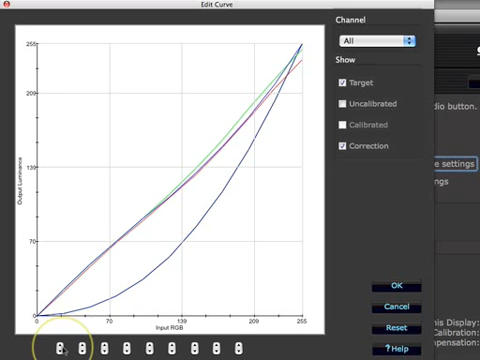 Edit Curve
Channel
All
Show
Target
Uncalibrated
Calibrated
Correction
OK
Cancel
Reset
? Help
255
209
139
70
0
Output Luminance
0
70
139
209
255
Input RGB
dio button.
e settings
ngs
his Display:
Calibration:
mpensation: